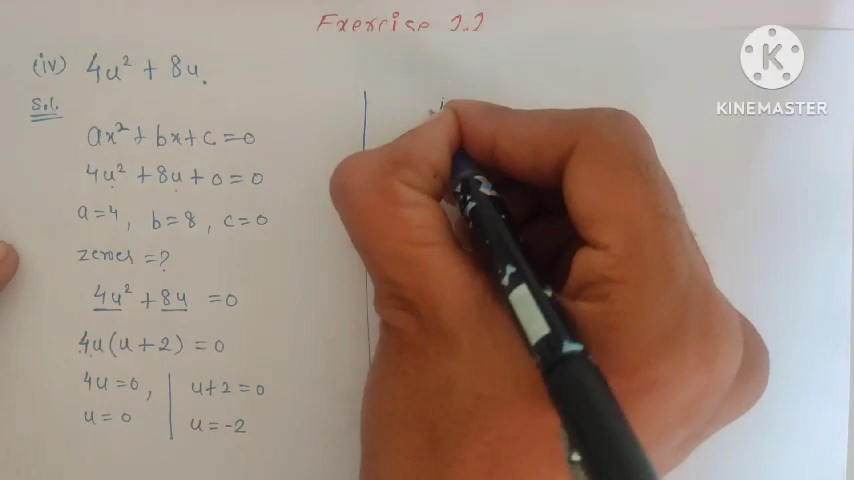 Exercise 2.2
(iv) 4u² + 8u.
Sol.
ax² + bx + c = 0
4u² + 8u + 0 = 0
a = 4, b = 8, c = 0
zeroes = ?
4u² + 8u = 0
4u(u + 2) = 0
4u = 0, u + 2 = 0
u = 0 u = -2
KINEMASTER